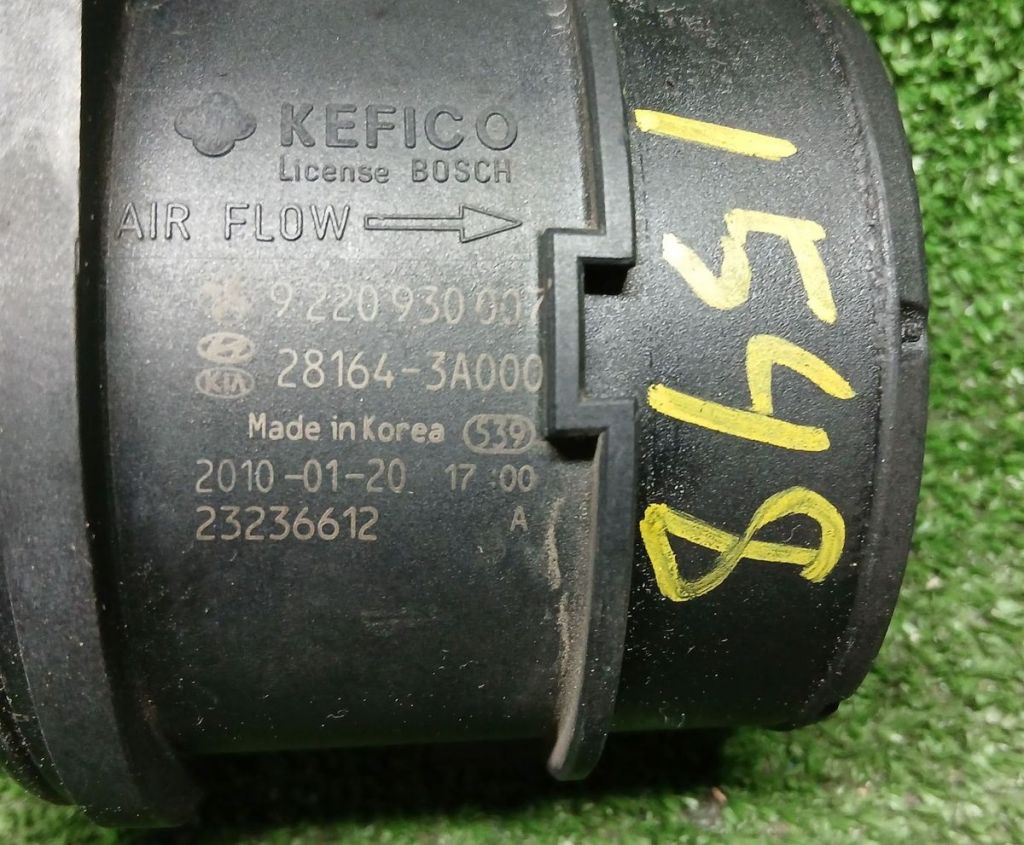 KEFICO
License BOSCH
AIR FLOW
9 220 930 007
28164-3A000
KIA
Made in Korea 539
2010-01-20 17:00
23236612 A
1548